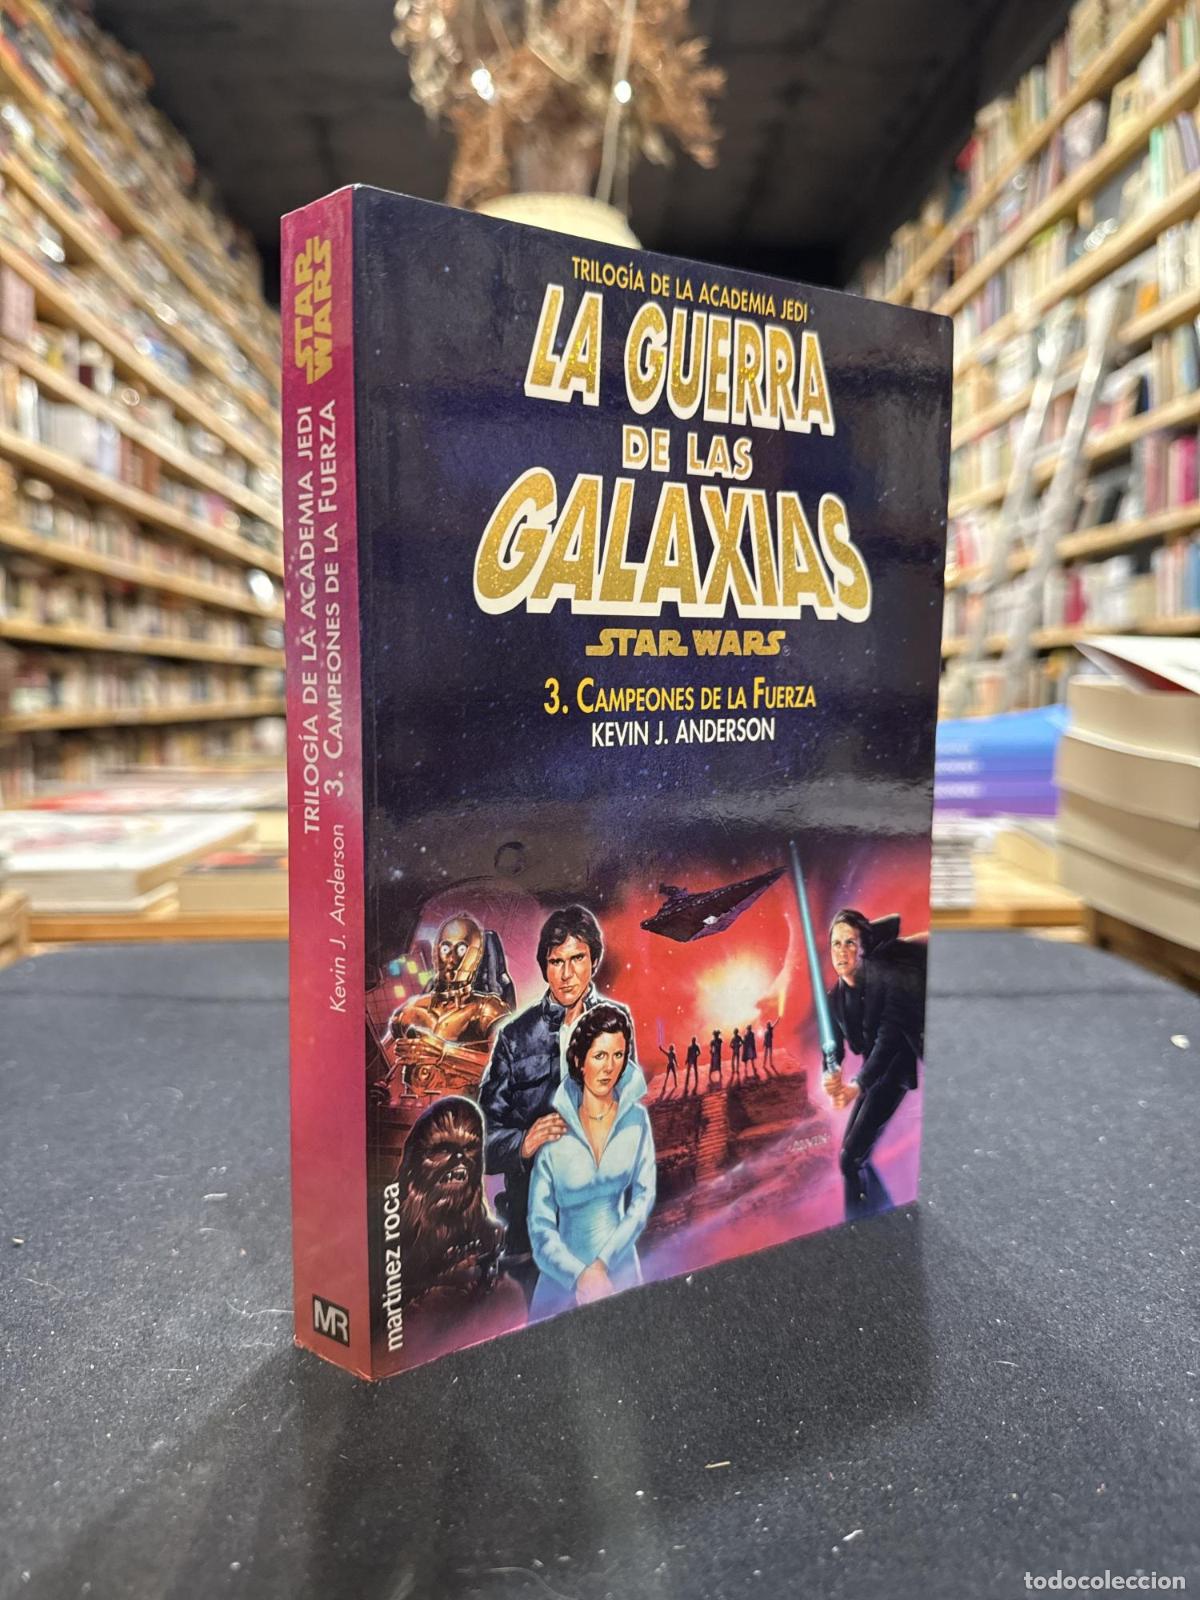 STAR WARS
TRILOGÍA DE LA ACADEMIA JEDI
3. CAMPEONES DE LA FUERZA
Kevin J. Anderson
MR
TRILOGÍA DE LA ACADEMIA JEDI
LA GUERRA
DE LAS
GALAXIAS
STAR WARS
3. CAMPEONES DE LA FUERZA
KEVIN J. ANDERSON
martínez roca
todocoleccion